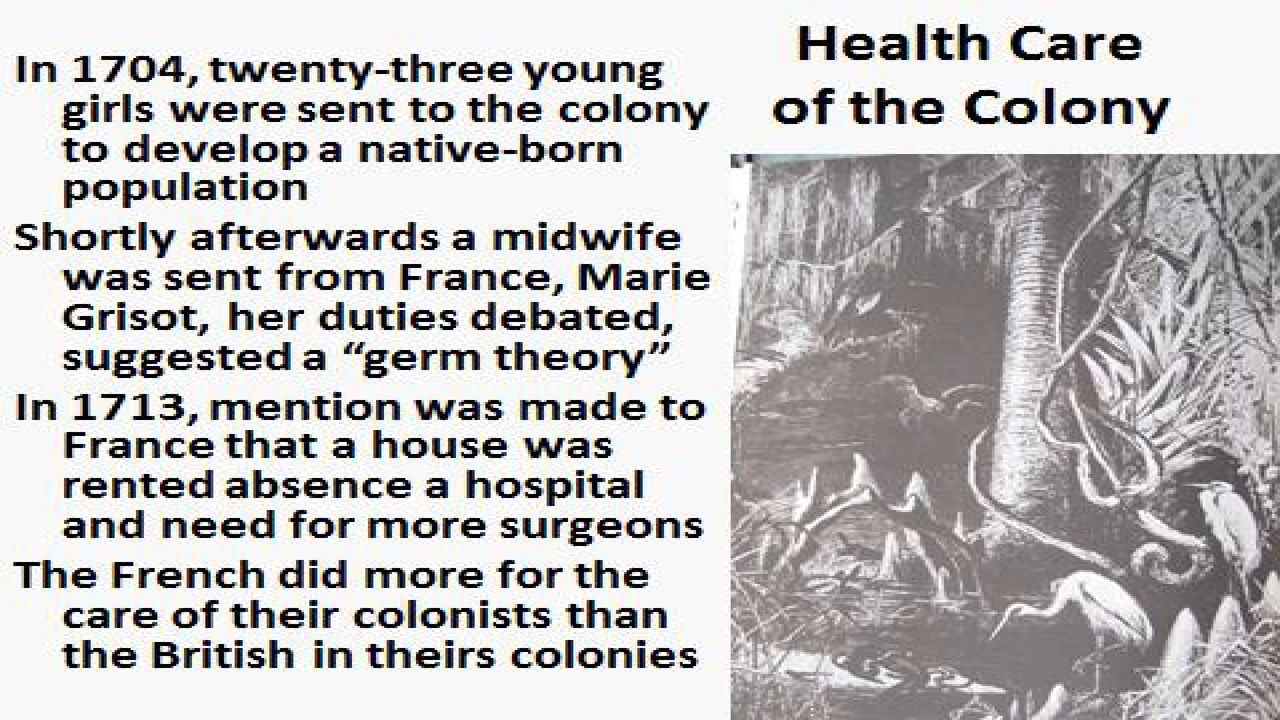 Health Care
of the Colony
In 1704, twenty-three young
girls were sent to the colony
to develop a native-born
population
Shortly afterwards a midwife
was sent from France, Marie
Grisot, her duties debated,
suggested a “germ theory”
In 1713, mention was made to
France that a house was
rented absence a hospital
and need for more surgeons
The French did more for the
care of their colonists than
the British in theirs colonies